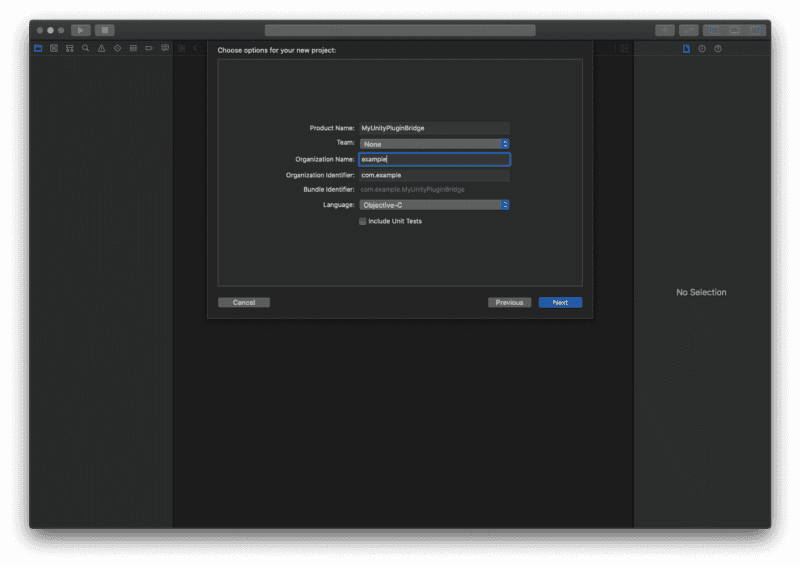 Choose options for your new project:
Product Name: MyUnityPluginBridge
Team: None
Organization Name: example
Organization Identifier: com.example
Bundle Identifier: com.example.MyUnityPluginBridge
Language: Objective-C
Include Unit Tests
Cancel Previous Next
No Selection